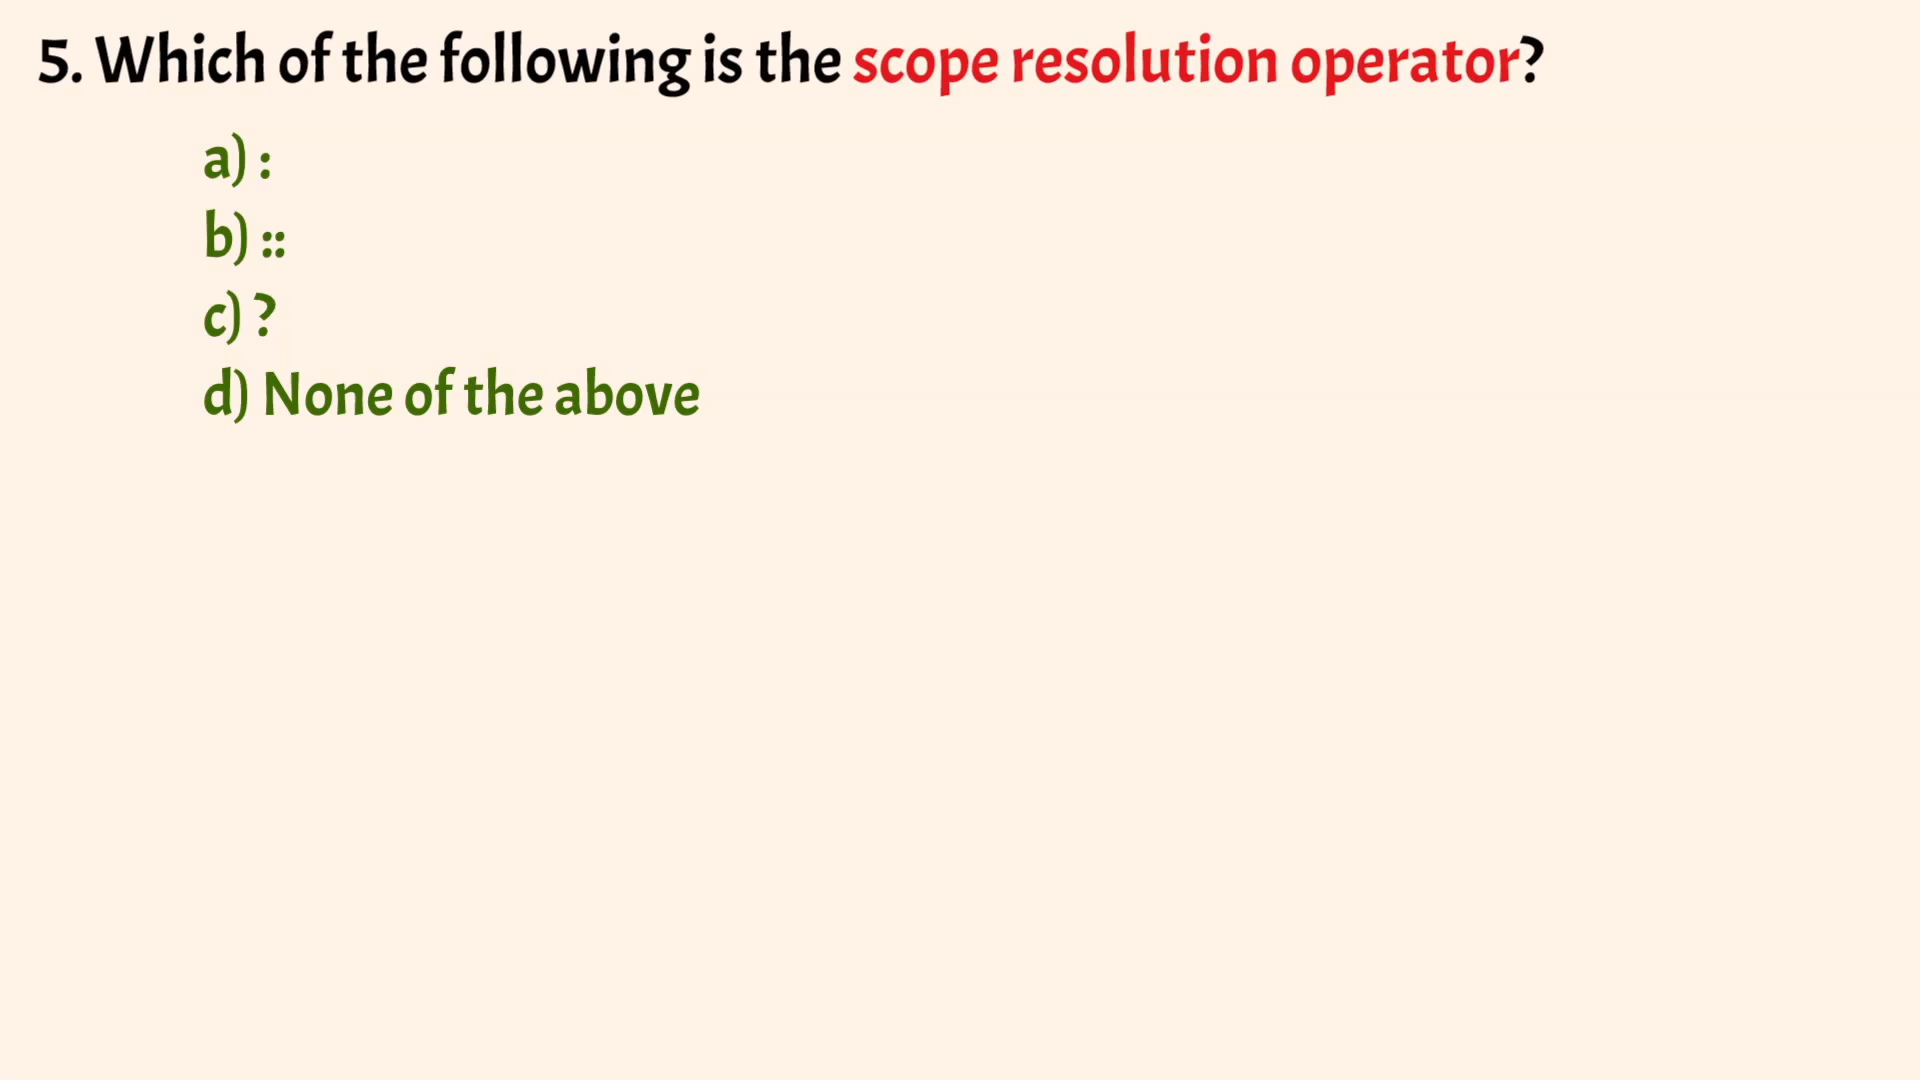 5. Which of the following is the scope resolution operator?
a) :
b) ::
c) ?
d) None of the above